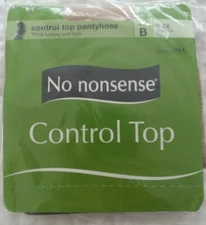 control top pantyhose
B
No nonsense®
Control Top